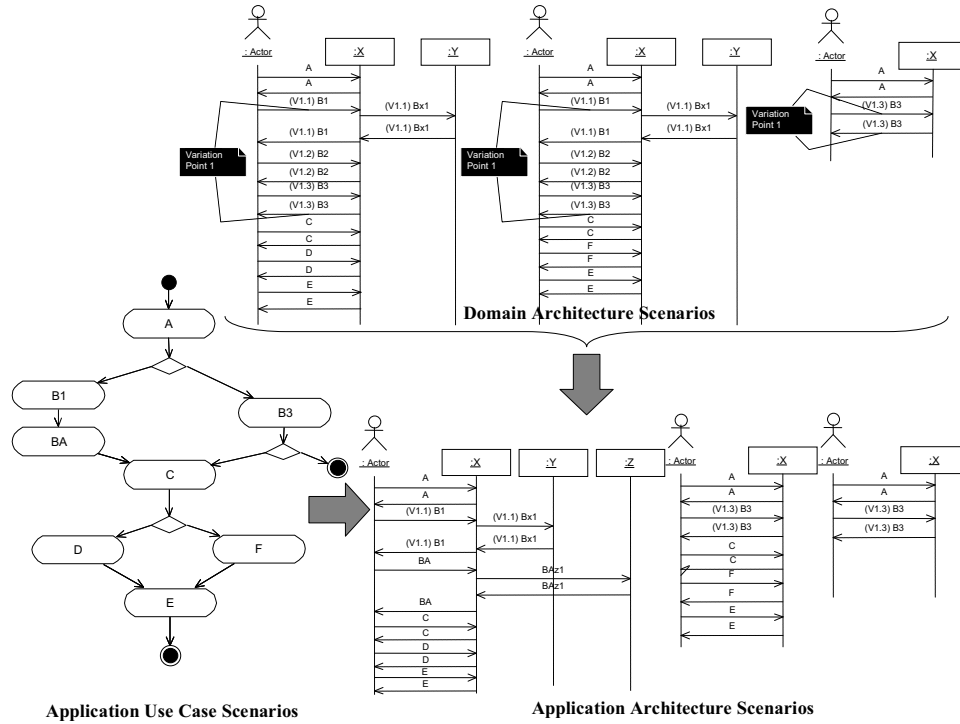 : Actor
:X
:Y
A
A
(V1.1) B1
(V1.1) Bx1
(V1.1) B1
(V1.1) Bx1
(V1.2) B2
(V1.2) B2
(V1.3) B3
(V1.3) B3
C
C
D
D
E
E
Variation
Point 1
: Actor
:X
:Y
A
A
(V1.1) B1
(V1.1) Bx1
(V1.1) B1
(V1.1) Bx1
(V1.2) B2
(V1.2) B2
(V1.3) B3
(V1.3) B3
C
C
F
F
E
E
Variation
Point 1
: Actor
:X
A
A
(V1.3) B3
(V1.3) B3
Variation
Point 1
Domain Architecture Scenarios
A
B1
B3
BA
C
D
F
E
Application Use Case Scenarios
: Actor
:X
:Y
:Z
A
A
(V1.1) B1
(V1.1) Bx1
(V1.1) B1
(V1.1) Bx1
BA
BAz1
BAz1
BA
C
C
D
D
E
E
: Actor
:X
A
A
(V1.3) B3
(V1.3) B3
C
C
F
F
E
E
: Actor
:X
A
A
(V1.3) B3
(V1.3) B3
Application Architecture Scenarios